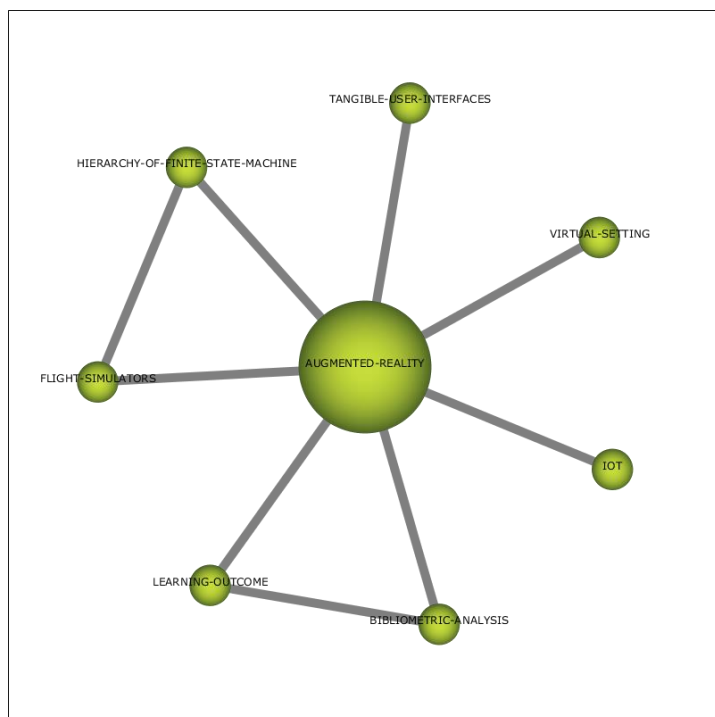 TANGIBLE-USER-INTERFACES
HIERARCHY-OF-FINITE-STATE-MACHINE
VIRTUAL-SETTING
AUGMENTED-REALITY
FLIGHT-SIMULATORS
IOT
LEARNING-OUTCOME
BIBLIOMETRIC-ANALYSIS